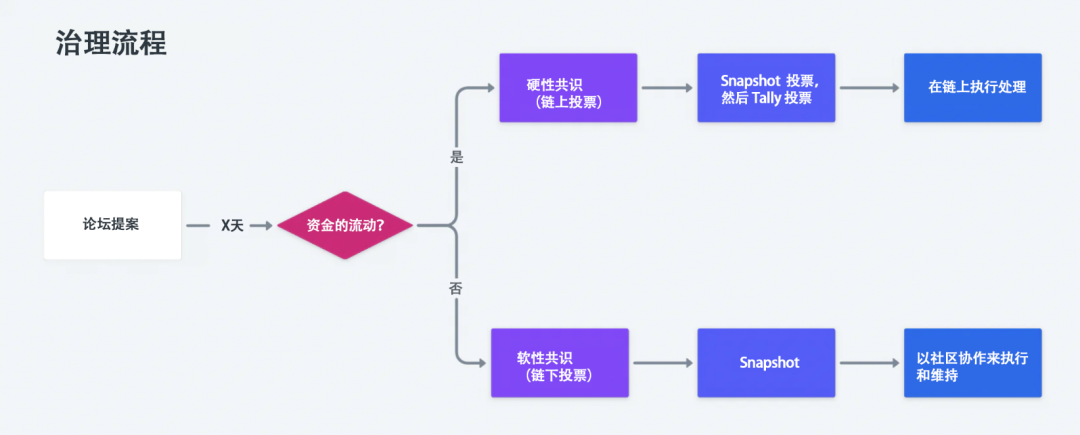 治理流程
论坛提案
X天
资金的流动?
是
硬性共识
（链上投票）
Snapshot 投票,
然后 Tally 投票
在链上执行处理
否
软性共识
（链下投票）
Snapshot
以社区协作来执行
和维持